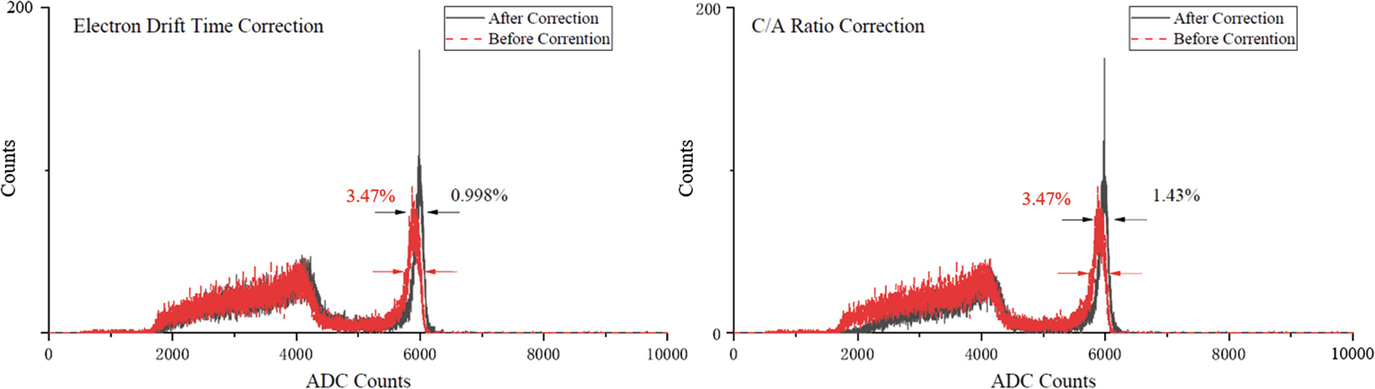 200
Electron Drift Time Correction
After Correction
Before Corrention
Counts
3.47%
0.998%
0
0
2000
4000
6000
8000
10000
ADC Counts
200
C/A Ratio Correction
After Correction
Before Corrention
Counts
3.47%
1.43%
0
0
2000
4000
6000
8000
10000
ADC Counts